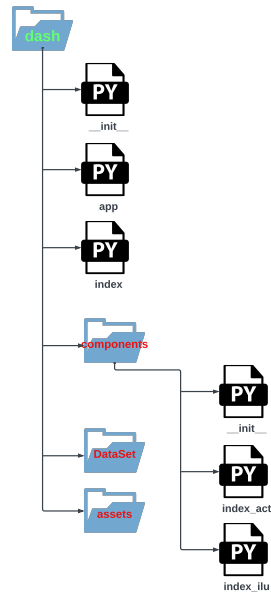 dash
PY
__init__
PY
app
PY
index
components
PY
__init__
DataSet
PY
index_act
assets
PY
index_ilu